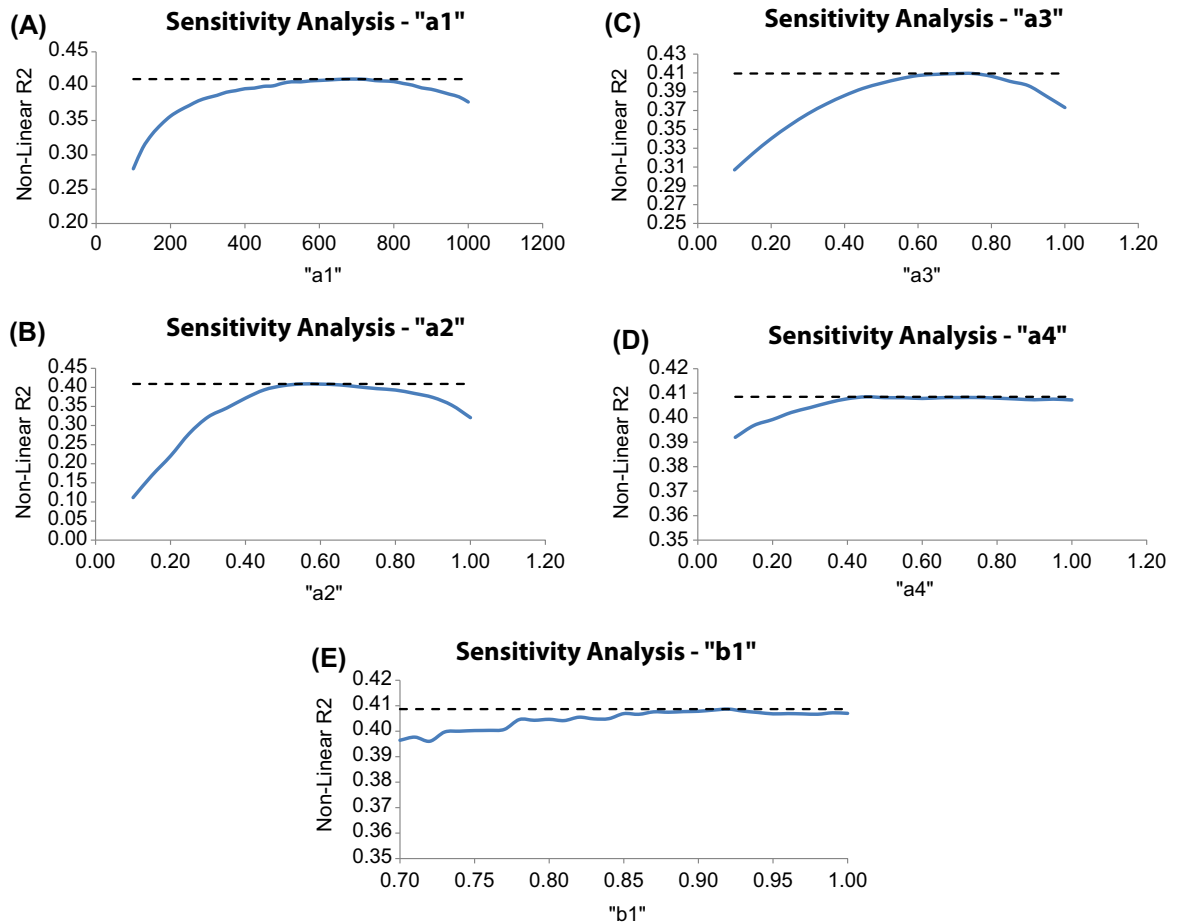 (A)
Sensitivity Analysis - "a1"
Non-Linear R2
0.45
0.40
0.35
0.30
0.25
0.20
0 200 400 600 800 1000 1200
"a1"
(C)
Sensitivity Analysis - "a3"
Non-Linear R2
0.43
0.41
0.39
0.37
0.35
0.33
0.31
0.29
0.27
0.25
0.00 0.20 0.40 0.60 0.80 1.00 1.20
"a3"
(B)
Sensitivity Analysis - "a2"
Non-Linear R2
0.45
0.40
0.35
0.30
0.25
0.20
0.15
0.10
0.05
0.00
0.00 0.20 0.40 0.60 0.80 1.00 1.20
"a2"
(D)
Sensitivity Analysis - "a4"
Non-Linear R2
0.42
0.41
0.40
0.39
0.38
0.37
0.36
0.35
0.00 0.20 0.40 0.60 0.80 1.00 1.20
"a4"
(E)
Sensitivity Analysis - "b1"
Non-Linear R2
0.42
0.41
0.40
0.39
0.38
0.37
0.36
0.35
0.70 0.75 0.80 0.85 0.90 0.95 1.00
"b1"